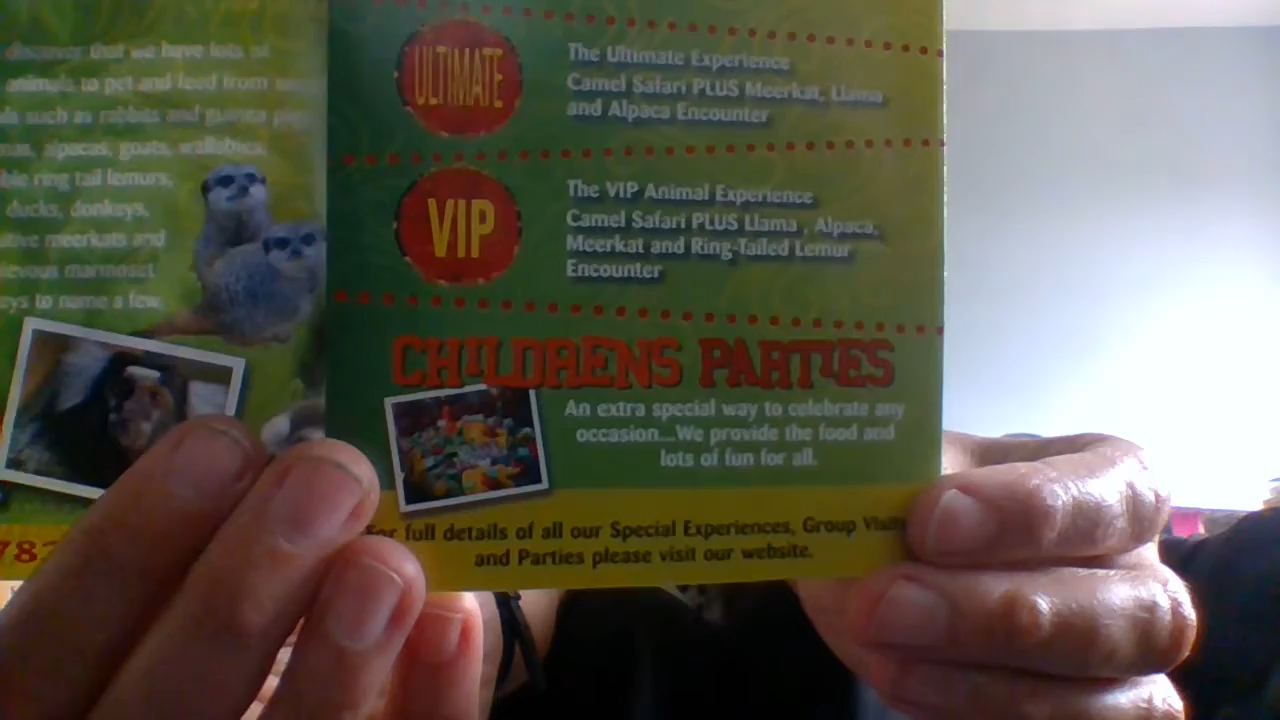 discover that we have lots of
animals to pet and feed from
such as rabbits and guinea
alpacas, goats, wallabies,
ring tail lemurs,
ducks, donkeys,
meerkats and
marmoset
to name a few
ULTIMATE
The Ultimate Experience
Camel Safari PLUS Meerkat, Llama
and Alpaca Encounter
VIP
The VIP Animal Experience
Camel Safari PLUS Llama , Alpaca,
Meerkat and Ring-Tailed Lemur
Encounter
CHILDRENS PARTIES
An extra special way to celebrate any
occasion...We provide the food and
lots of fun for all.
For full details of all our Special Experiences, Group Visits
and Parties please visit our website.